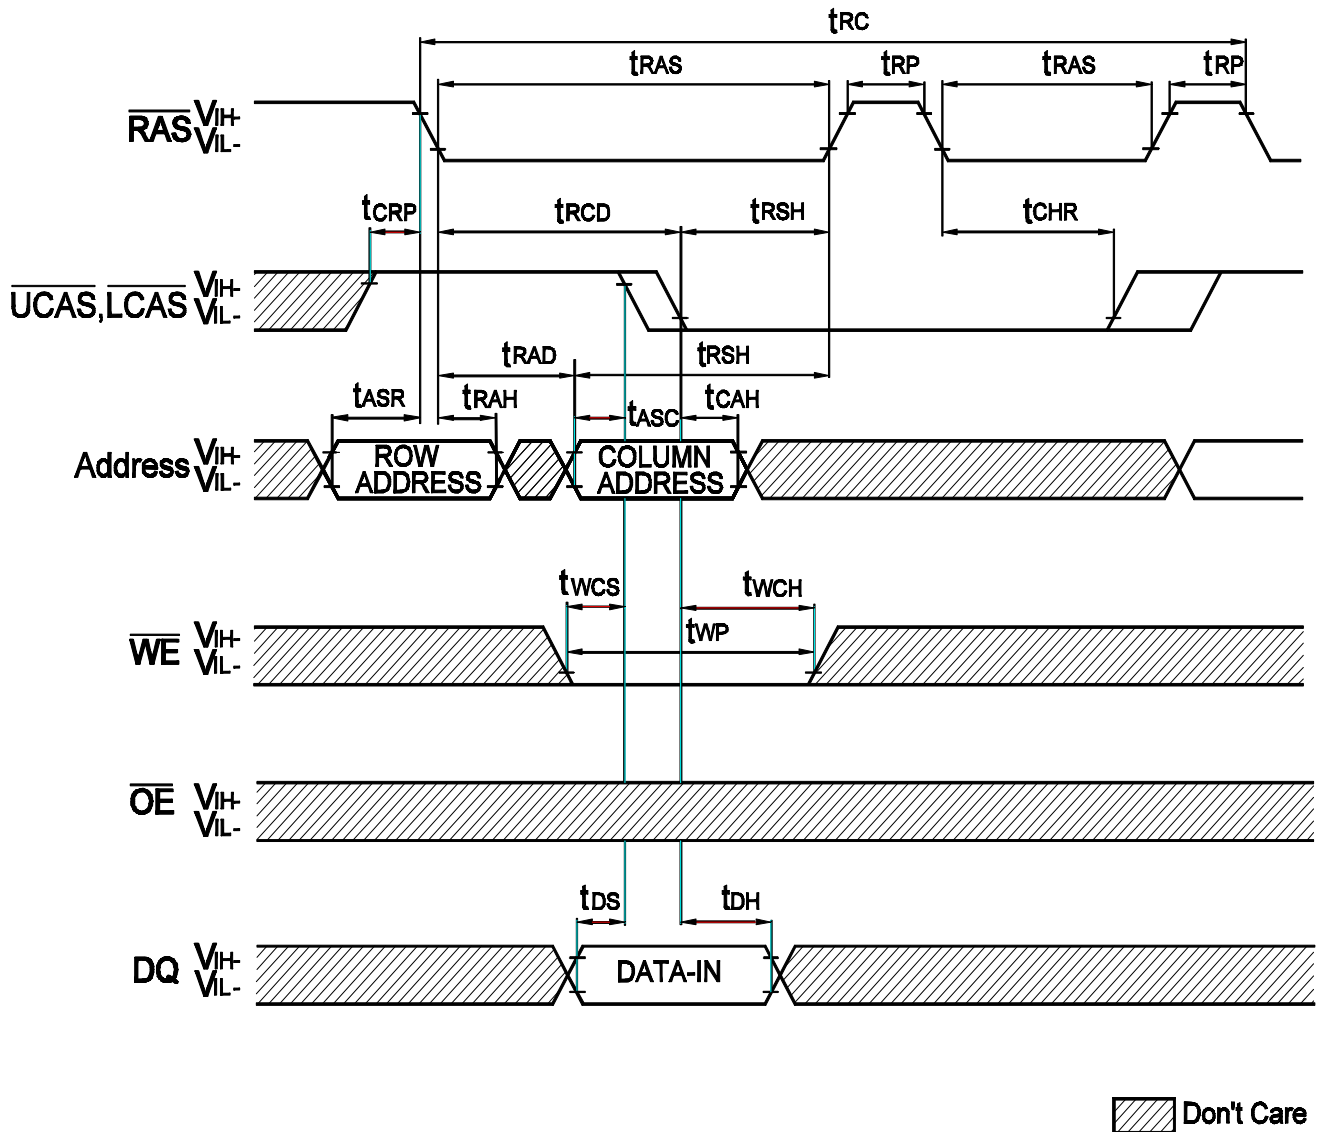 tRC
tRAS tRP tRAS tRP
RAS VIH-
VIL-
tCRP tRCD tRSH tCHR
UCAS,LCAS VIH-
VIL-
tRAD tRSH
tASR tRAH tASC tCAH
Address VIH-
VIL-
ROW
ADDRESS
COLUMN
ADDRESS
tWCS tWCH
tWP
WE VIH-
VIL-
OE VIH-
VIL-
tDS tDH
DQ VIH-
VIL-
DATA-IN
Don't Care